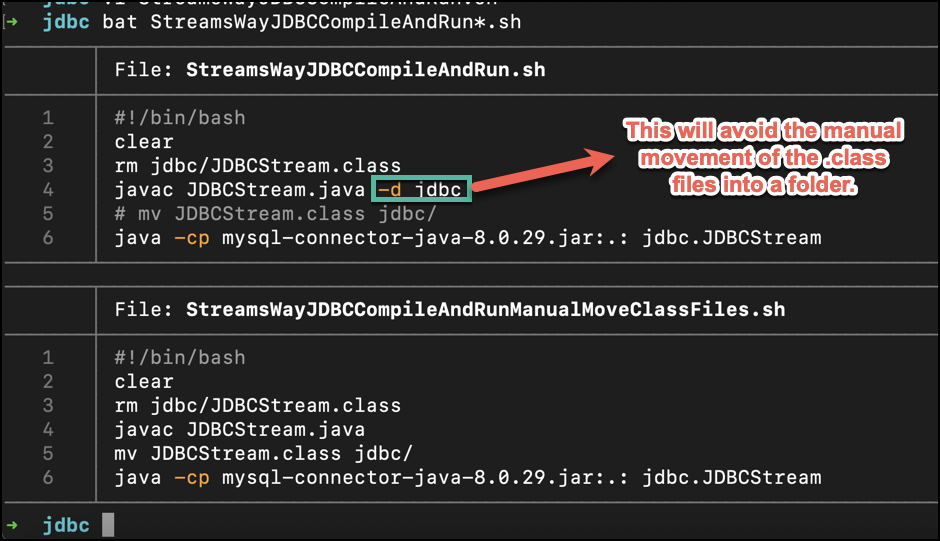 ➜ jdbc vi StreamsWayJDBCCompileAndRun.sh
➜ jdbc bat StreamsWayJDBCCompileAndRun*.sh
File: StreamsWayJDBCCompileAndRun.sh
1 #!/bin/bash
2 clear
3 rm jdbc/JDBCStream.class
4 javac JDBCStream.java -d jdbc
5 # mv JDBCStream.class jdbc/
6 java -cp mysql-connector-java-8.0.29.jar:.: jdbc.JDBCStream
This will avoid the manual
movement of the .class
files into a folder.
File: StreamsWayJDBCCompileAndRunManualMoveClassFiles.sh
1 #!/bin/bash
2 clear
3 rm jdbc/JDBCStream.class
4 javac JDBCStream.java
5 mv JDBCStream.class jdbc/
6 java -cp mysql-connector-java-8.0.29.jar:.: jdbc.JDBCStream
➜ jdbc